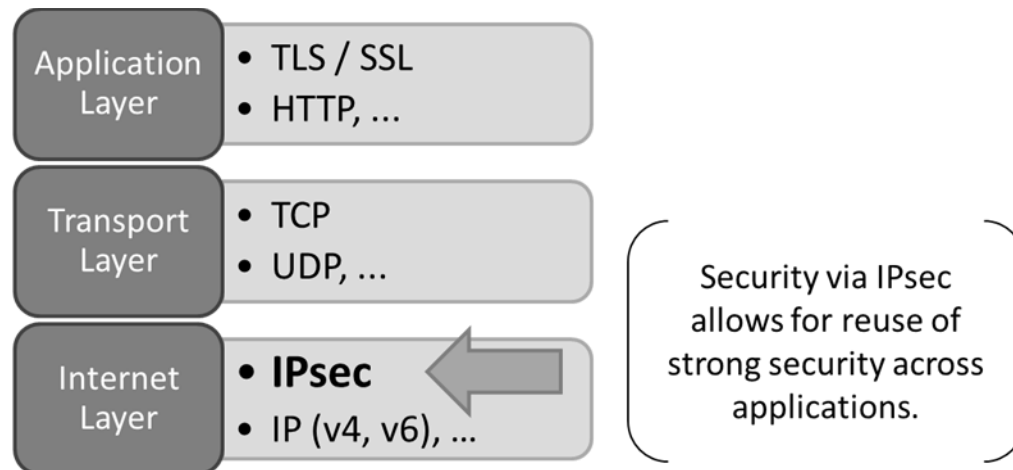 Application
Layer
• TLS / SSL
• HTTP, ...
Transport
Layer
• TCP
• UDP, ...
Internet
Layer
• IPsec
• IP (v4, v6), ...
Security via IPsec
allows for reuse of
strong security across
applications.